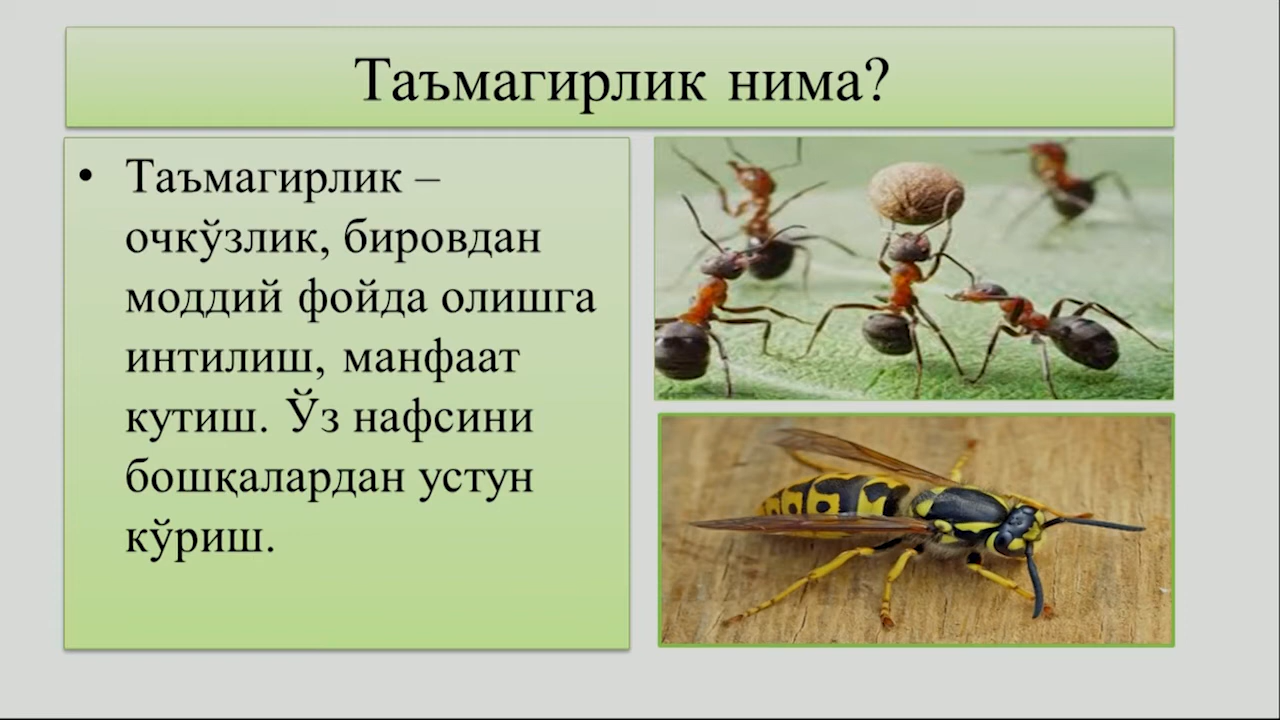 Таъмагирлик нима?
• Таъмагирлик –
очкўзлик, бировдан
моддий фойда олишга
интилиш, манфаат
кутиш. Ўз нафсини
бошқалардан устун
кўриш.